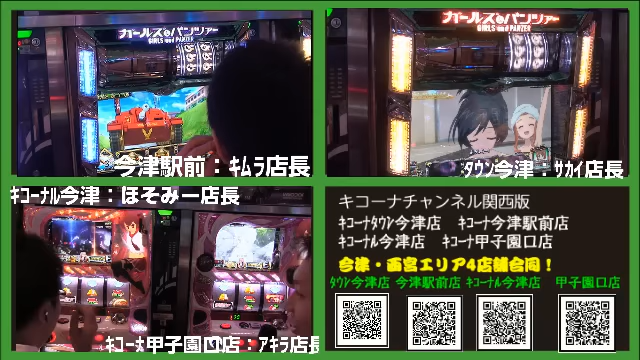 ガールズ&パンツァー
GIRLS und PANZER
今津駅前：ｷﾑﾗ店長
ガールズ&パンツァー
GIRLS und PANZER
ﾀｳﾝ今津：ｻｶｲ店長
ｷｺｰﾅﾙ今津：ほそみー店長
ｷｺｰﾅ甲子園口店：ｱｷﾗ店長
キコーナチャンネル関西版
ｷｺｰﾅﾀｳﾝ今津店 ｷｺｰﾅ今津駅前店
ｷｺｰﾅﾙ今津店 ｷｺｰﾅ甲子園口店
今津・西宮エリア4店舗合同！
ﾀｳﾝ今津店 今津駅前店 ｷｺｰﾅﾙ今津店 甲子園口店